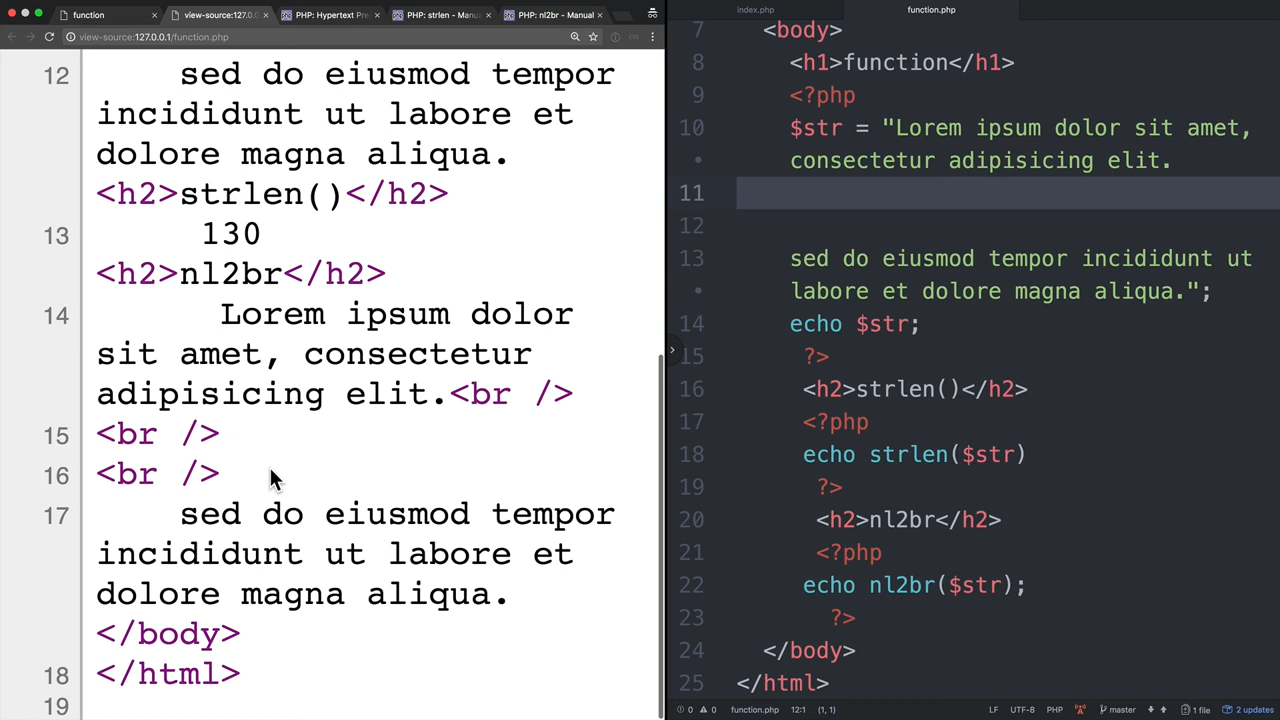 function
view-source:127.0.
PHP: Hypertext Pre
PHP: strlen - Manu
PHP: nl2br - Manual
view-source:127.0.0.1/function.php
12 sed do eiusmod tempor
incididunt ut labore et
dolore magna aliqua.
<h2>strlen()</h2>
13 130
<h2>nl2br</h2>
14 Lorem ipsum dolor
sit amet, consectetur
adipisicing elit.<br />
15 <br />
16 <br />
17 sed do eiusmod tempor
incididunt ut labore et
dolore magna aliqua.
</body>
18 </html>
19
index.php
function.php
7 <body>
8 <h1>function</h1>
9 <?php
10 $str = "Lorem ipsum dolor sit amet,
• consectetur adipisicing elit.
11
12
13 sed do eiusmod tempor incididunt ut
• labore et dolore magna aliqua.";
14 echo $str;
15 ?>
16 <h2>strlen()</h2>
17 <?php
18 echo strlen($str)
19 ?>
20 <h2>nl2br</h2>
21 <?php
22 echo nl2br($str);
23 ?>
24 </body>
25 </html>
0 0 function.php 12:1 (1, 1)
LF UTF-8 PHP master 1 file 2 updates